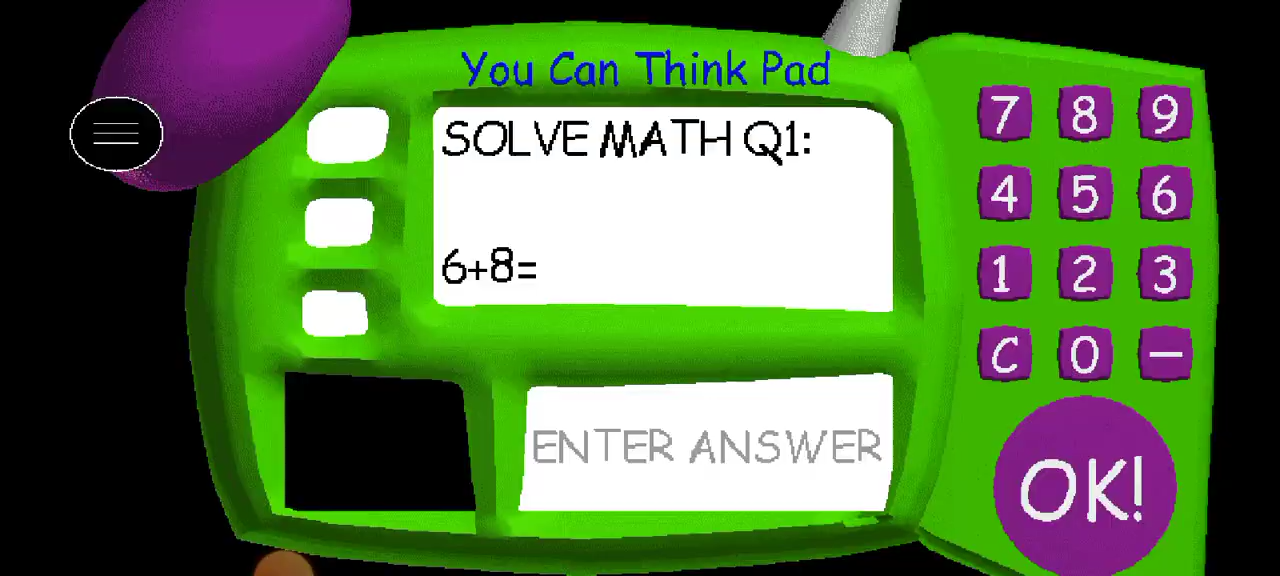 You Can Think Pad
SOLVE MATH Q1:
6+8=
ENTER ANSWER
7 8 9
4 5 6
1 2 3
C 0 –
OK!